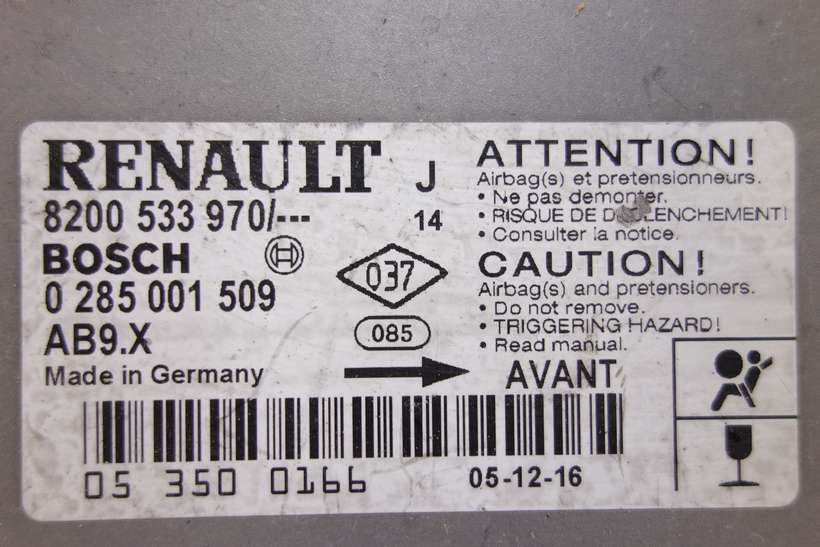 RENAULT J
8200 533 970/--- 14
BOSCH
0 285 001 509
037
AB9.X
085
Made in Germany
AVANT
05 350 0166
05-12-16
ATTENTION!
Airbag(s) et pretensionneurs.
• Ne pas demonter.
• RISQUE DE
• Consulter la notice.
CAUTION!
Airbag(s) and pretensioners.
• Do not remove.
• TRIGGERING HAZARD!
• Read manual.